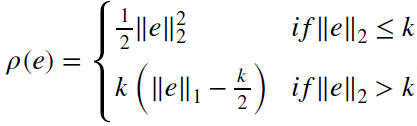 ρ(e) = { 1/2 ‖e‖₂² if‖e‖₂ ≤ k
k ( ‖e‖₁ − k/2 ) if‖e‖₂ > k